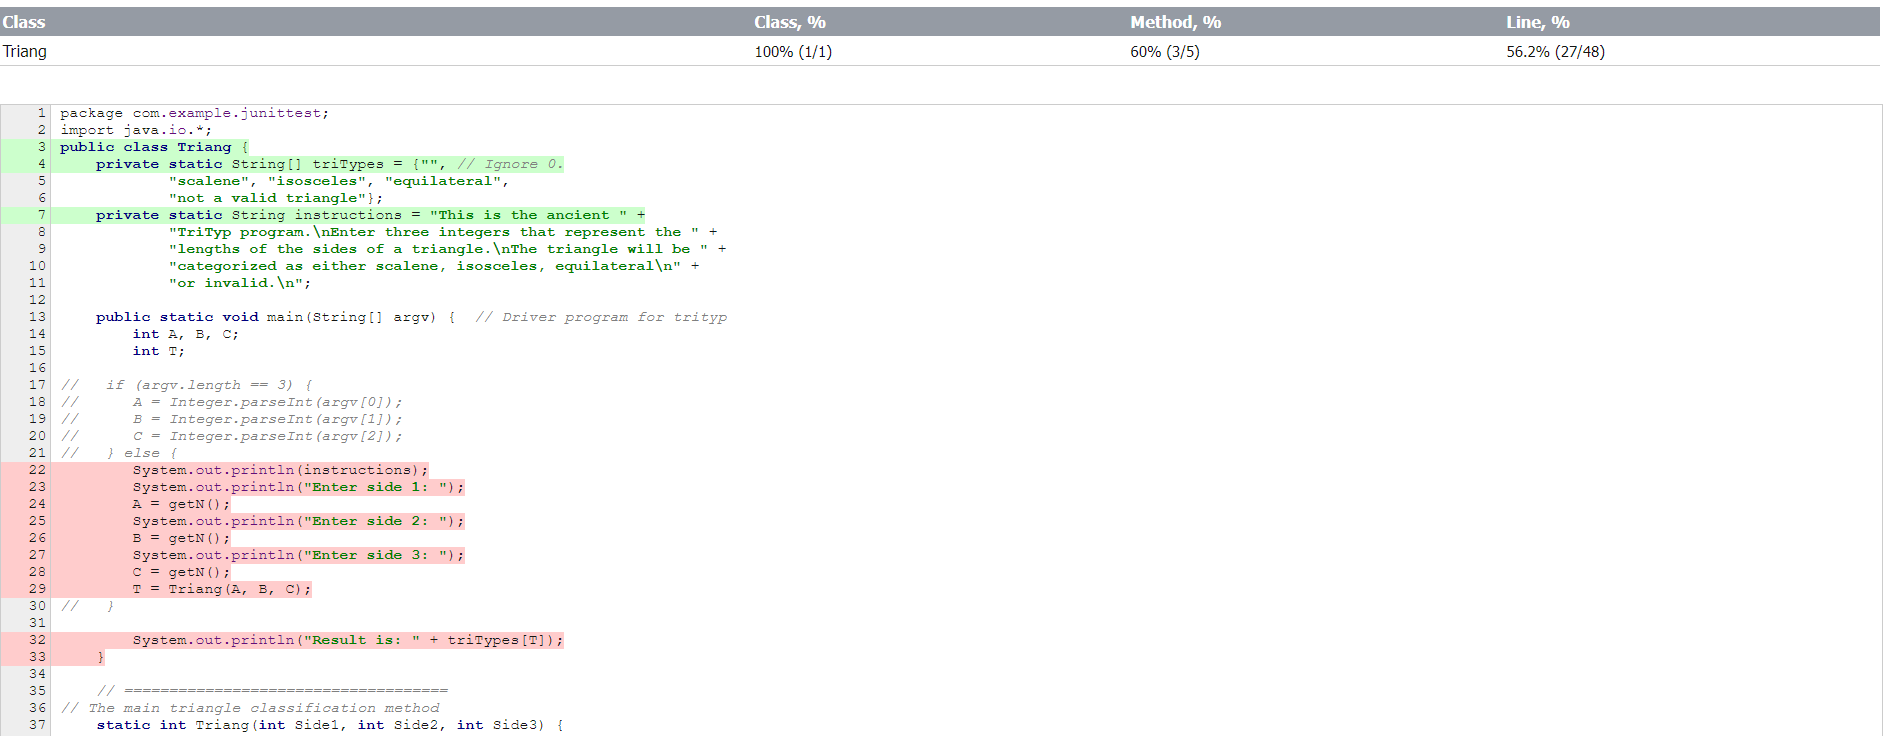 Class Class, % Method, % Line, %
Triang 100% (1/1) 60% (3/5) 56.2% (27/48)
1 package com.example.junittest;
2 import java.io.*;
3 public class Triang {
4     private static String[] triTypes = {"", // Ignore 0.
5             "scalene", "isosceles", "equilateral",
6             "not a valid triangle"};
7     private static String instructions = "This is the ancient " +
8             "TriTyp program.\nEnter three integers that represent the " +
9             "lengths of the sides of a triangle.\nThe triangle will be " +
10             "categorized as either scalene, isosceles, equilateral\n" +
11             "or invalid.\n";
12
13     public static void main(String[] argv) {  // Driver program for trityp
14         int A, B, C;
15         int T;
16
17 //   if (argv.length == 3) {
18 //      A = Integer.parseInt(argv[0]);
19 //      B = Integer.parseInt(argv[1]);
20 //      C = Integer.parseInt(argv[2]);
21 //   } else {
22         System.out.println(instructions);
23         System.out.println("Enter side 1: ");
24         A = getN();
25         System.out.println("Enter side 2: ");
26         B = getN();
27         System.out.println("Enter side 3: ");
28         C = getN();
29         T = Triang(A, B, C);
30 //   }
31
32         System.out.println("Result is: " + triTypes[T]);
33     }
34
35     // ====================================
36 // The main triangle classification method
37     static int Triang(int Side1, int Side2, int Side3) {